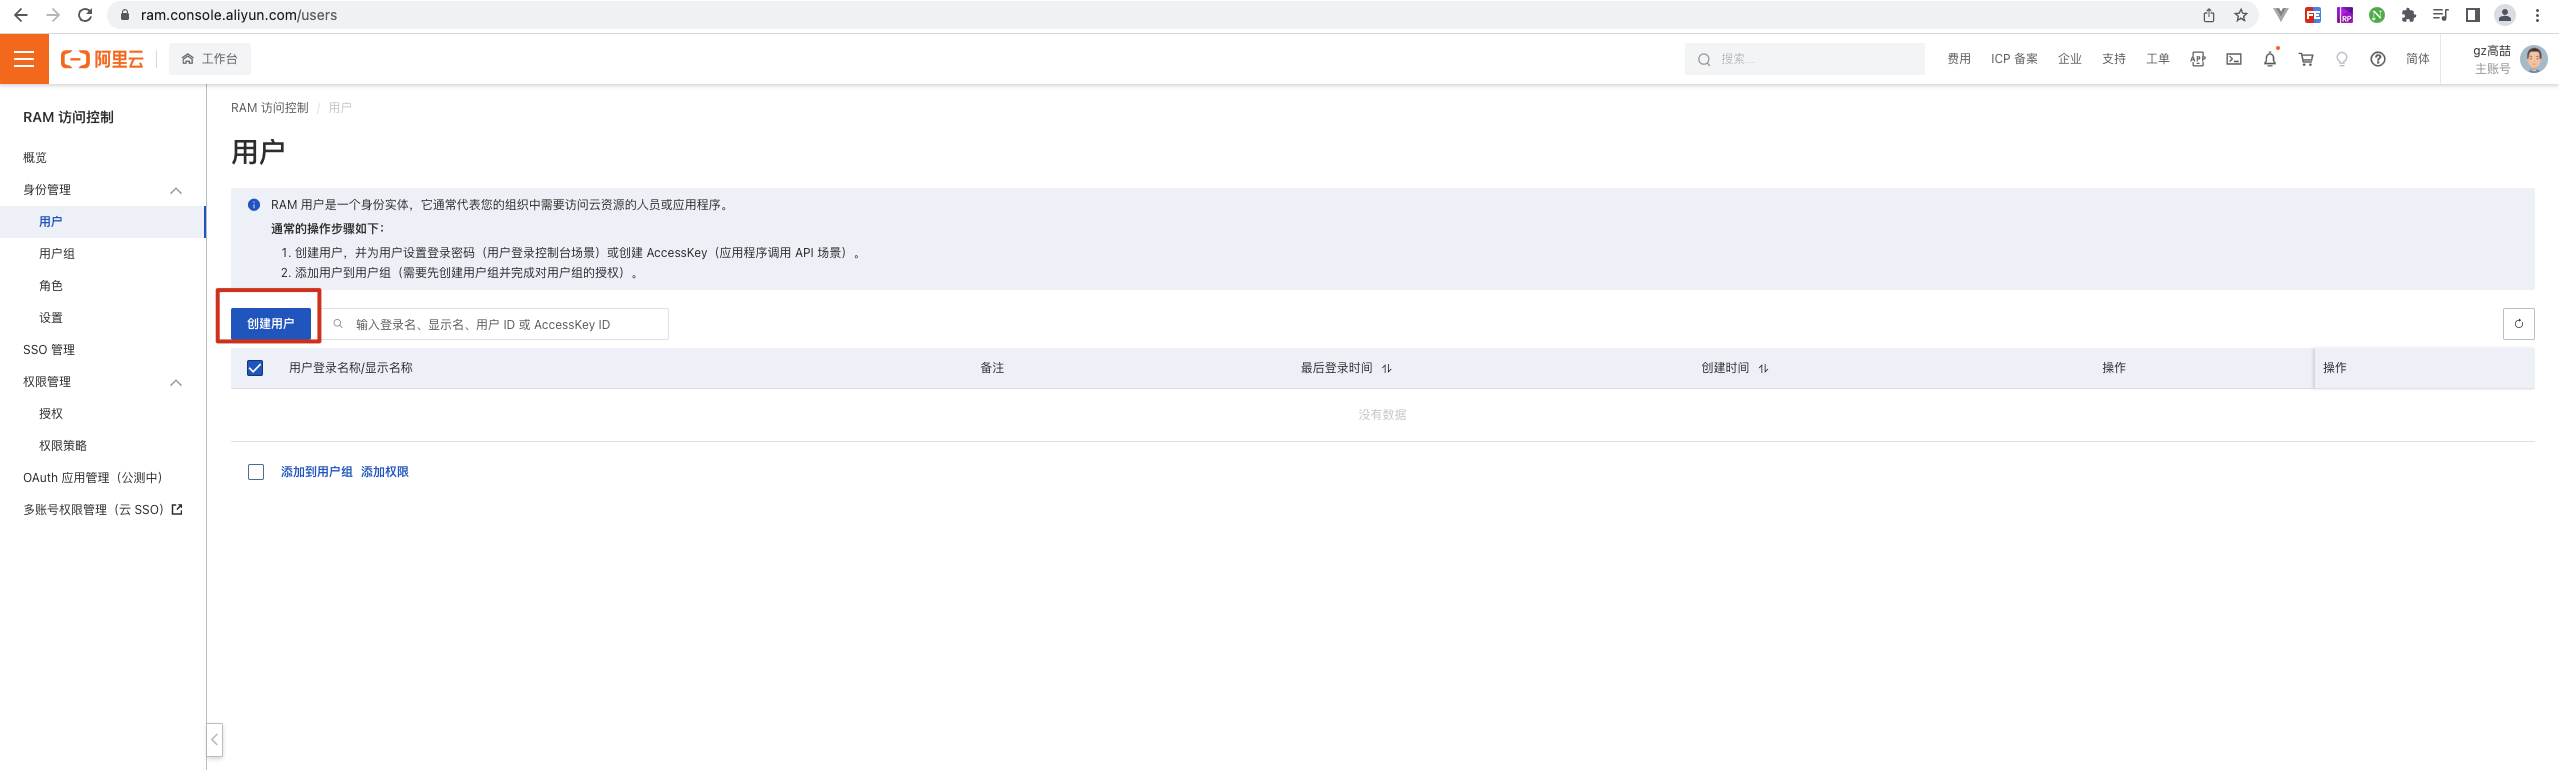 ram.console.aliyun.com/users
阿里云
工作台
搜索...
费用
ICP 备案
企业
支持
工单
简体
gz高喆
主账号
RAM 访问控制
概览
身份管理
用户
用户组
角色
设置
SSO 管理
权限管理
授权
权限策略
OAuth 应用管理（公测中）
多账号权限管理（云 SSO）
RAM 访问控制 / 用户
用户
RAM 用户是一个身份实体，它通常代表您的组织中需要访问云资源的人员或应用程序。
通常的操作步骤如下：
1. 创建用户，并为用户设置登录密码（用户登录控制台场景）或创建 AccessKey（应用程序调用 API 场景）。
2. 添加用户到用户组（需要先创建用户组并完成对用户组的授权）。
创建用户
输入登录名、显示名、用户 ID 或 AccessKey ID
用户登录名称/显示名称
备注
最后登录时间
创建时间
操作
操作
没有数据
添加到用户组 添加权限